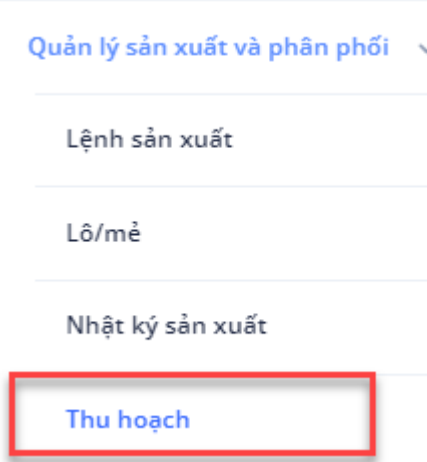 Quản lý sản xuất và phân phối
Lệnh sản xuất
Lô/mẻ
Nhật ký sản xuất
Thu hoạch